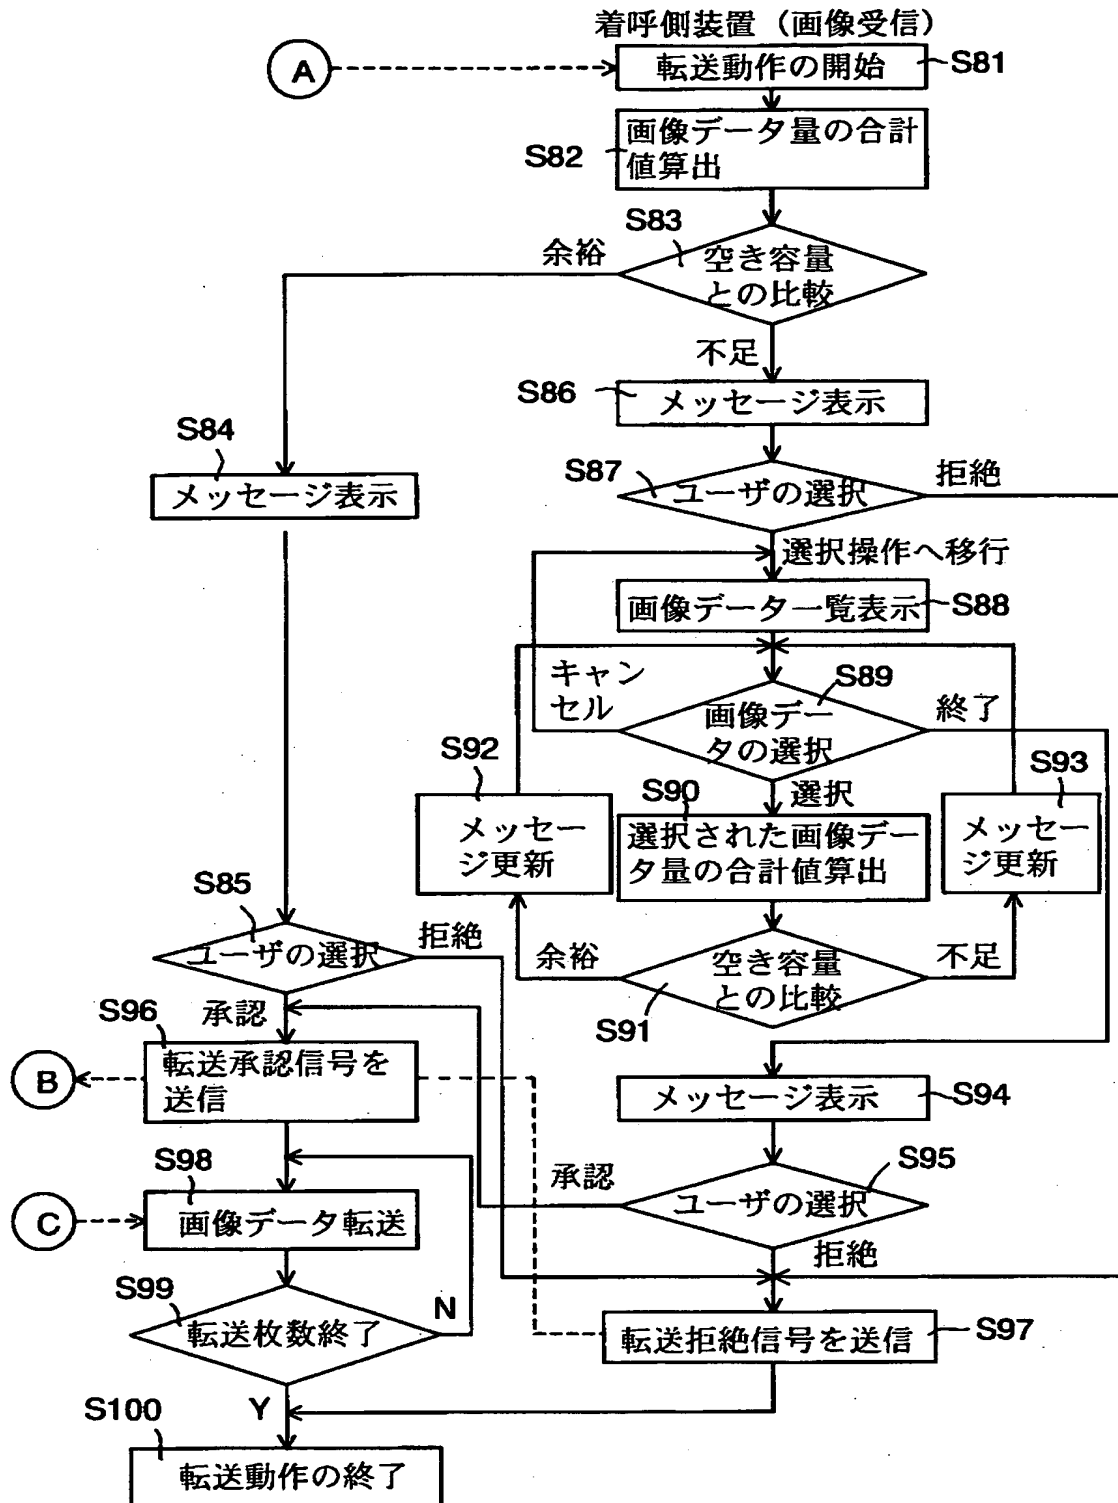 着呼側装置（画像受信）
A
転送動作の開始
S81
S82
画像データ量の合計
値算出
S83
余裕
空き容量
との比較
不足
S86
メッセージ表示
S84
メッセージ表示
S87
ユーザの選択
拒絶
選択操作へ移行
画像データ一覧表示
S88
キャン
セル
S89
画像デー
タの選択
終了
S92
S93
S90
選択
メッセー
ジ更新
選択された画像デー
タ量の合計値算出
メッセー
ジ更新
S85
ユーザの選択
拒絶
余裕
空き容量
との比較
不足
S91
S96
承認
B
転送承認信号を
送信
メッセージ表示
S94
S98
承認
S95
ユーザの選択
C
画像データ転送
拒絶
S99
転送枚数終了
N
転送拒絶信号を送信
S97
Y
S100
転送動作の終了